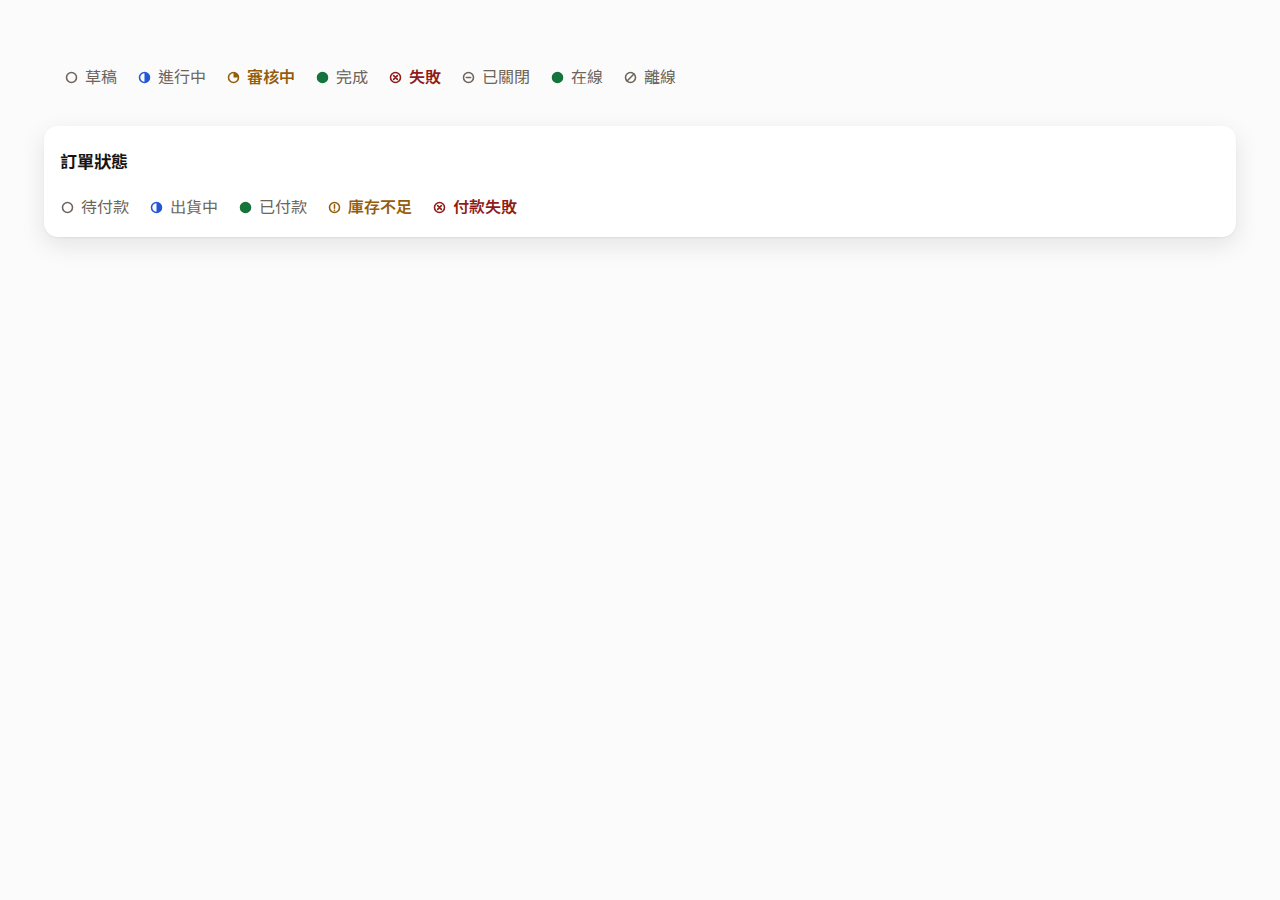 草稿 進行中 審核中 完成 失敗 已關閉 在線 離線
訂單狀態
待付款 出貨中 已付款 庫存不足 付款失敗